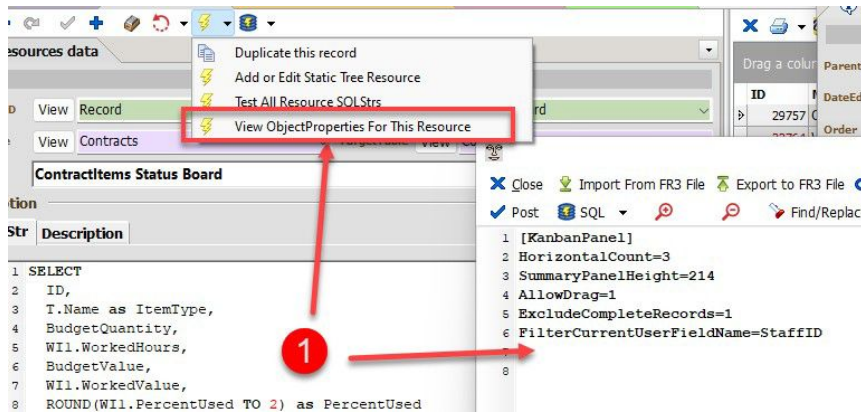 esources data
Duplicate this record
Add or Edit Static Tree Resource
Test All Resource SQLStrs
View ObjectProperties For This Resource
Drag a colur
Parent
ID
DateEd
29757
Order
View Record
View Contracts
rd
View
ContractItems Status Board
tion
Str Description
1 SELECT
2 ID,
3 T.Name as ItemType,
4 BudgetQuantity,
5 WI1.WorkedHours,
6 BudgetValue,
7 WI1.WorkedValue,
8 ROUND(WI1.PercentUsed TO 2) as PercentUsed
1
Close Import From FR3 File Export to FR3 File
Post SQL Find/Replac
1 [KanbanPanel]
2 HorizontalCount=3
3 SummaryPanelHeight=214
4 AllowDrag=1
5 ExcludeCompleteRecords=1
6 FilterCurrentUserFieldName=StaffID
8